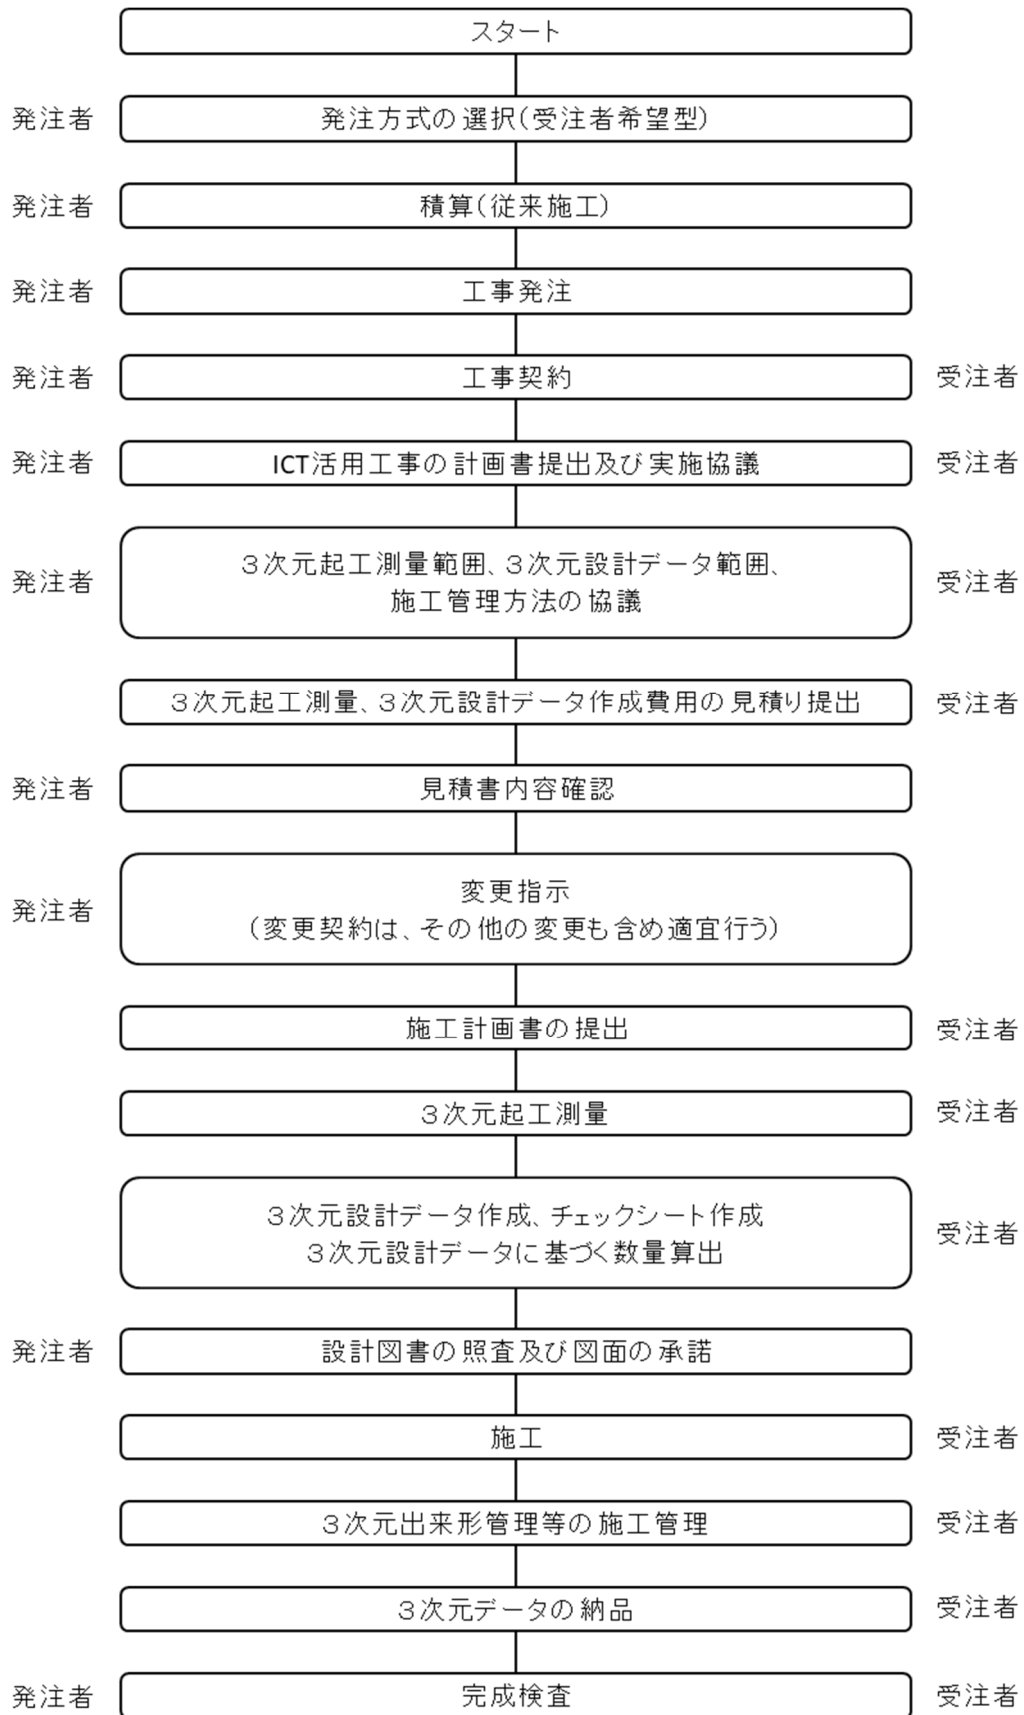 スタート
発注者 発注方式の選択(受注者希望型)
発注者 積算(従来施工)
発注者 工事発注
発注者 工事契約 受注者
発注者 ICT活用工事の計画書提出及び実施協議 受注者
3次元起工測量範囲、3次元設計データ範囲、
発注者 受注者
施工管理方法の協議
3次元起工測量、3次元設計データ作成費用の見積り提出 受注者
発注者 見積書内容確認
変更指示
発注者
(変更契約は、その他の変更も含め適宜行う)
施工計画書の提出 受注者
3次元起工測量 受注者
3次元設計データ作成、チェックシート作成
受注者
3次元設計データに基づく数量算出
発注者 設計図書の照査及び図面の承諾
施工 受注者
3次元出来形管理等の施工管理 受注者
3次元データの納品 受注者
発注者 完成検査 受注者